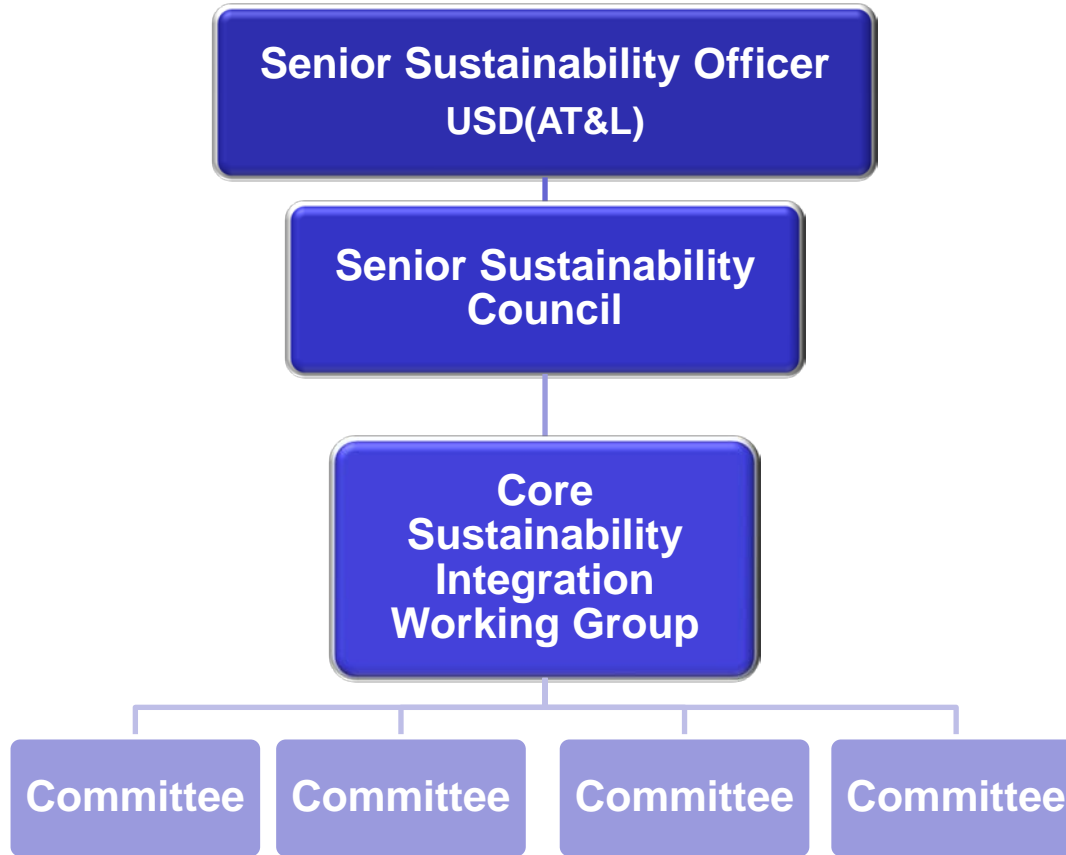 Senior Sustainability Officer
USD(AT&L)
Senior Sustainability
Council
Core
Sustainability
Integration
Working Group
Committee
Committee
Committee
Committee